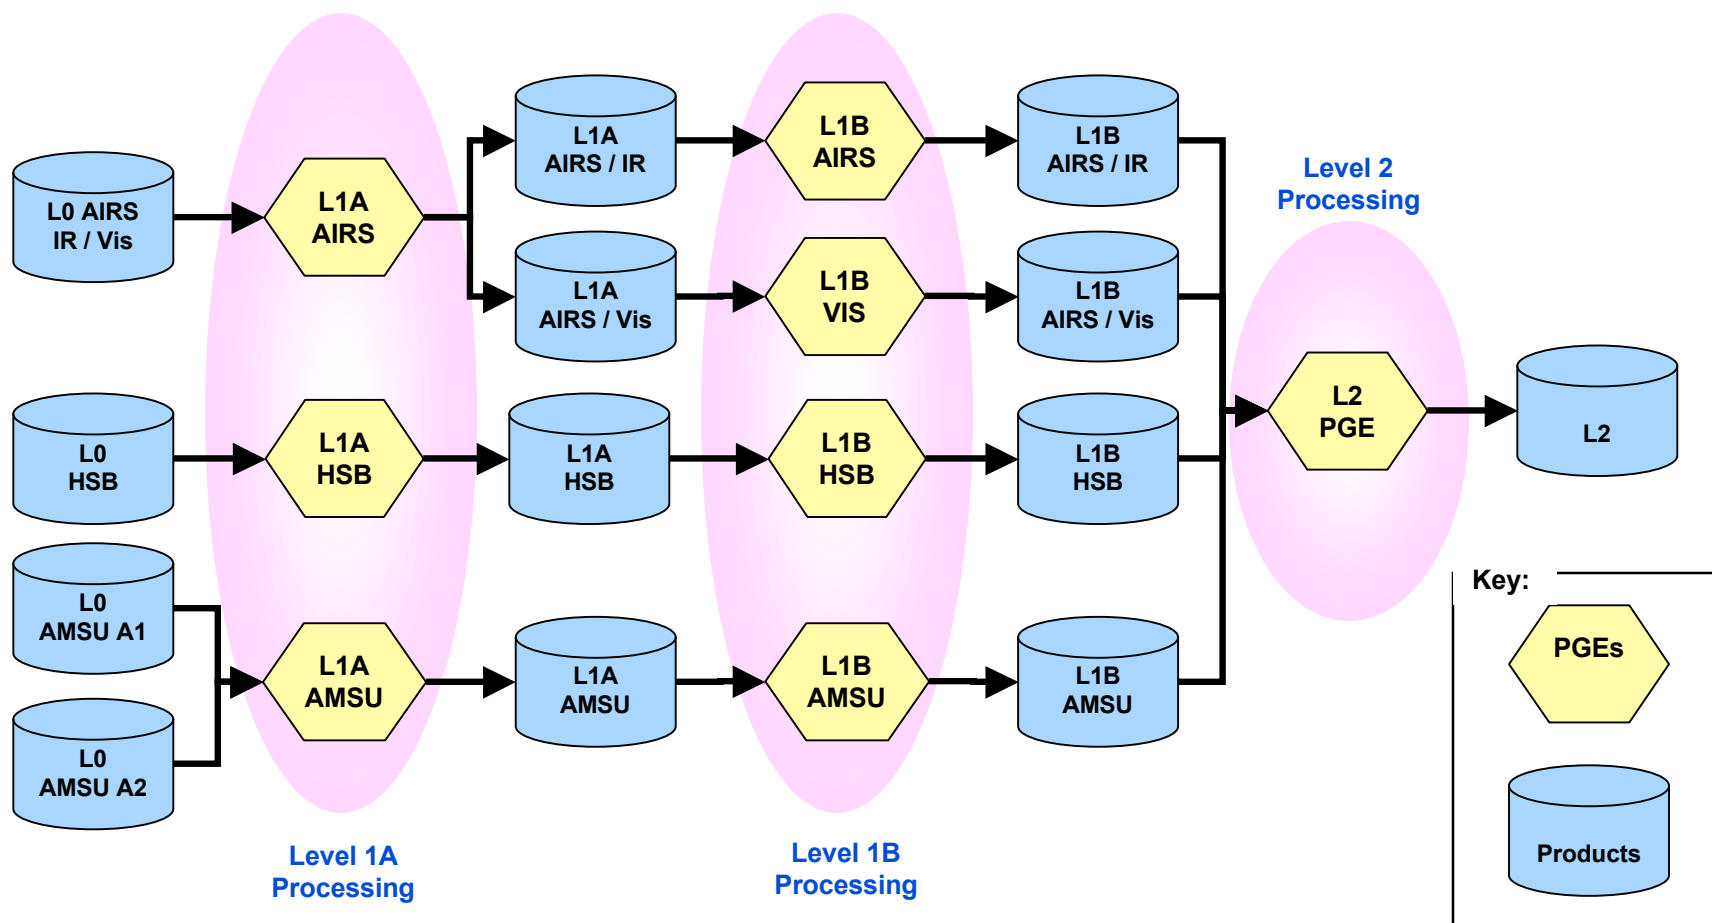 L0 AIRS
IR / Vis
L1A
AIRS
L1A
AIRS / IR
L1B
AIRS
L1B
AIRS / IR
L1A
AIRS / Vis
L1B
VIS
L1B
AIRS / Vis
Level 2
Processing
L0
HSB
L1A
HSB
L1A
HSB
L1B
HSB
L1B
HSB
L2
PGE
L2
L0
AMSU A1
L0
AMSU A2
L1A
AMSU
L1A
AMSU
L1B
AMSU
L1B
AMSU
Level 1A
Processing
Level 1B
Processing
Key:
PGEs
Products